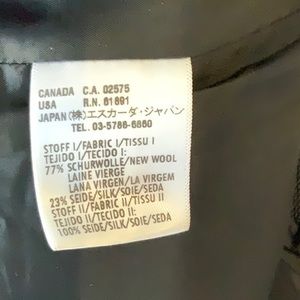 CANADA C.A. 02575
USA R.N. 61691
JAPAN (株)エスカーダ・ジャパン
TEL. 03-5786-6660
STOFF I/FABRIC I/TISSU I
TEJIDO I/TECIDO I:
77% SCHURWOLLE/NEW WOOL
LAINE VIERGE
LANA VIRGEN/LA VIRGEM
23% SEIDE/SILK/SOIE/SEDA
STOFF II/FABRIC II/TISSU II
TEJIDO II/TECIDO II:
100% SEIDE/SILK/SOIE/SEDA